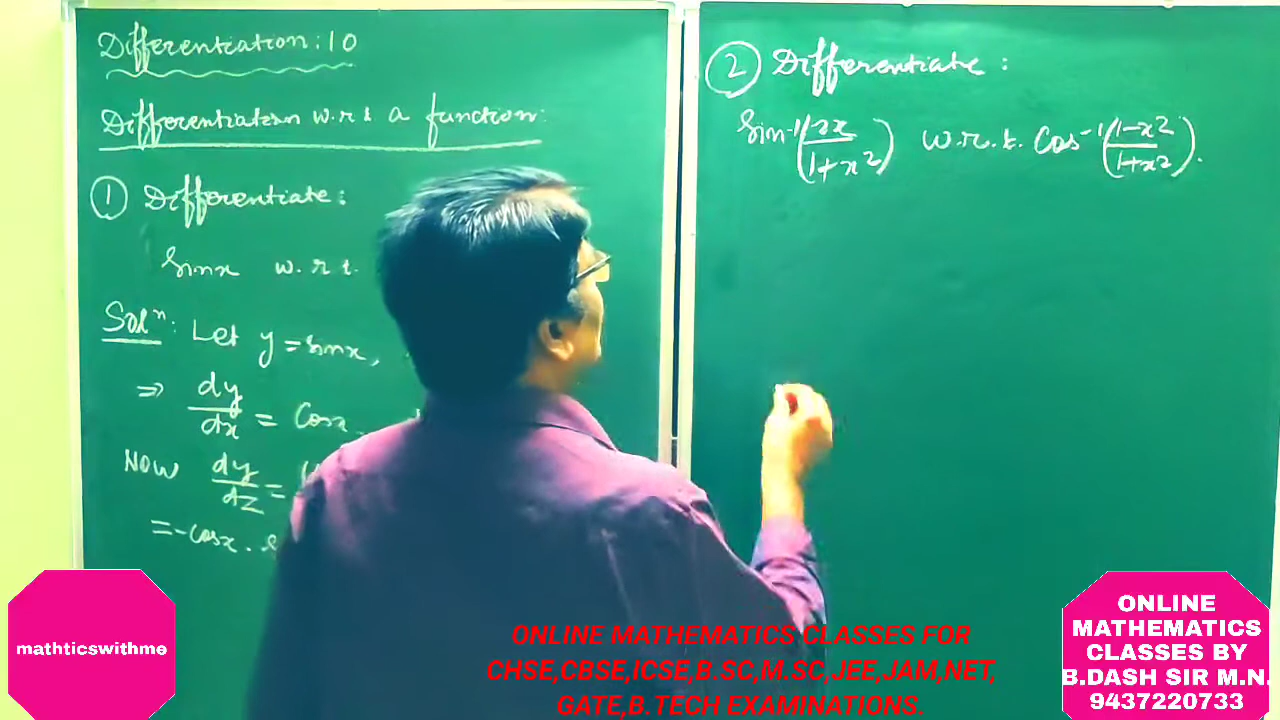 Differentiation: 10
Differentiation w.r.t a function:
① Differentiate:
Sinx w.r.t.
Solⁿ: Let y = sinx,
⇒ dy/dx = Cosx
Now dy/dz =
= -cosx.
② Differentiate:
Sin⁻¹(2x/1+x²) w.r.t. Cos⁻¹(1-x²/1+x²).
mathticswithme
ONLINE MATHEMATICS CLASSES FOR
CHSE,CBSE,ICSE,B.SC,M.SC,JEE,JAM,NET,
GATE,B.TECH EXAMINATIONS.
ONLINE
MATHEMATICS
CLASSES BY
B.DASH SIR M.N.
9437220733